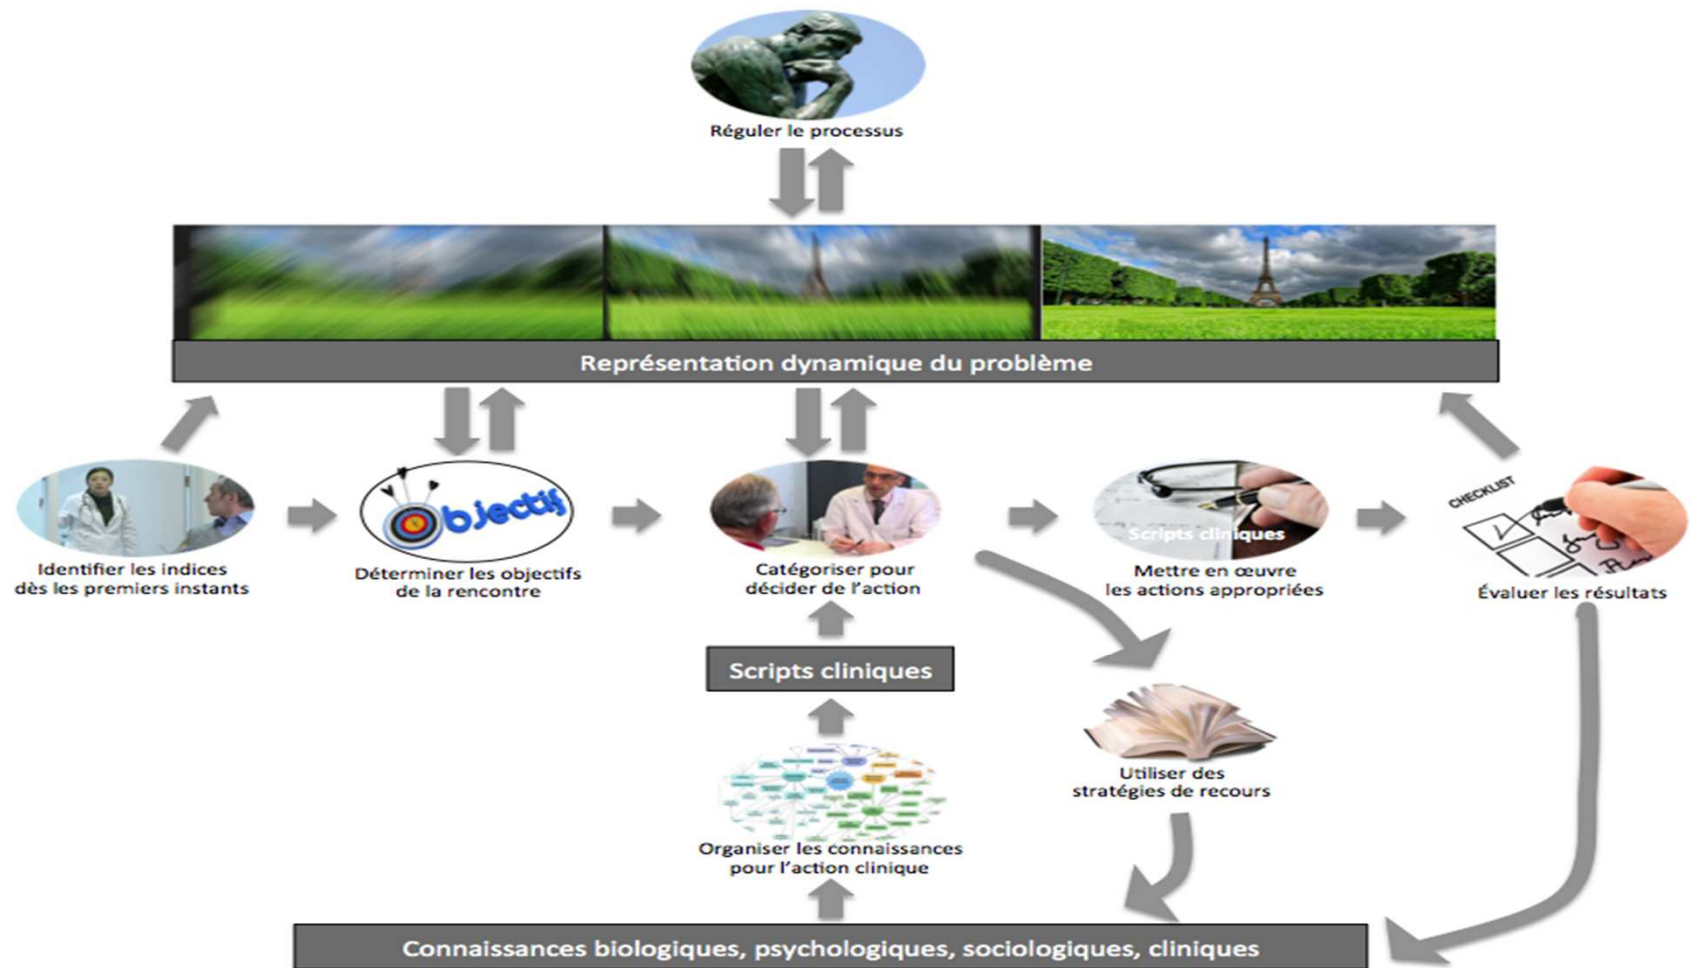 Réguler le processus
Représentation dynamique du problème
Objectifs
CHECKLIST
Scripts cliniques
Identifier les indices
dès les premiers instants
Déterminer les objectifs
de la rencontre
Catégoriser pour
décider de l'action
Mettre en œuvre
les actions appropriées
Évaluer les résultats
Scripts cliniques
Utiliser des
stratégies de recours
Organiser les connaissances
pour l'action clinique
Connaissances biologiques, psychologiques, sociologiques, cliniques